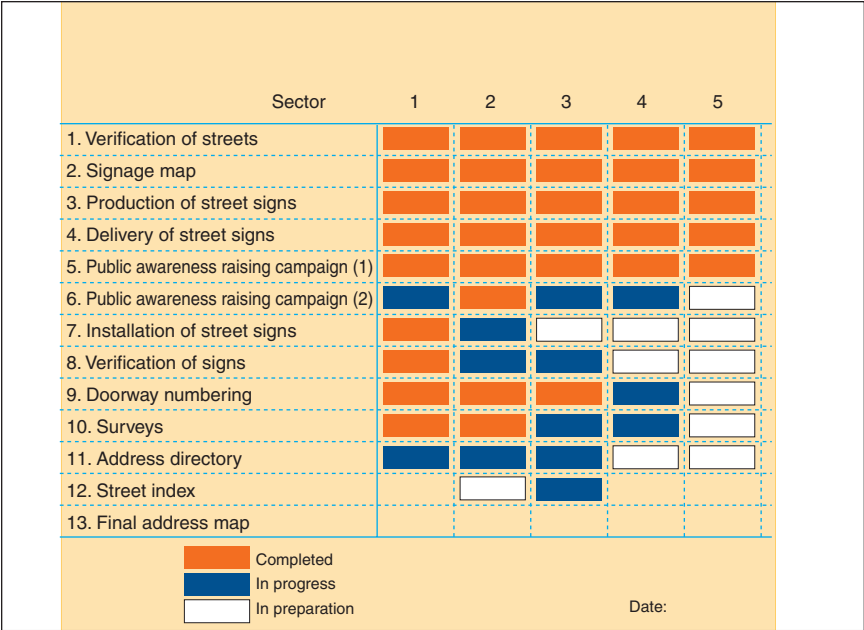 Sector 1 2 3 4 5
1. Verification of streets
2. Signage map
3. Production of street signs
4. Delivery of street signs
5. Public awareness raising campaign (1)
6. Public awareness raising campaign (2)
7. Installation of street signs
8. Verification of signs
9. Doorway numbering
10. Surveys
11. Address directory
12. Street index
13. Final address map
Completed
In progress
In preparation
Date: